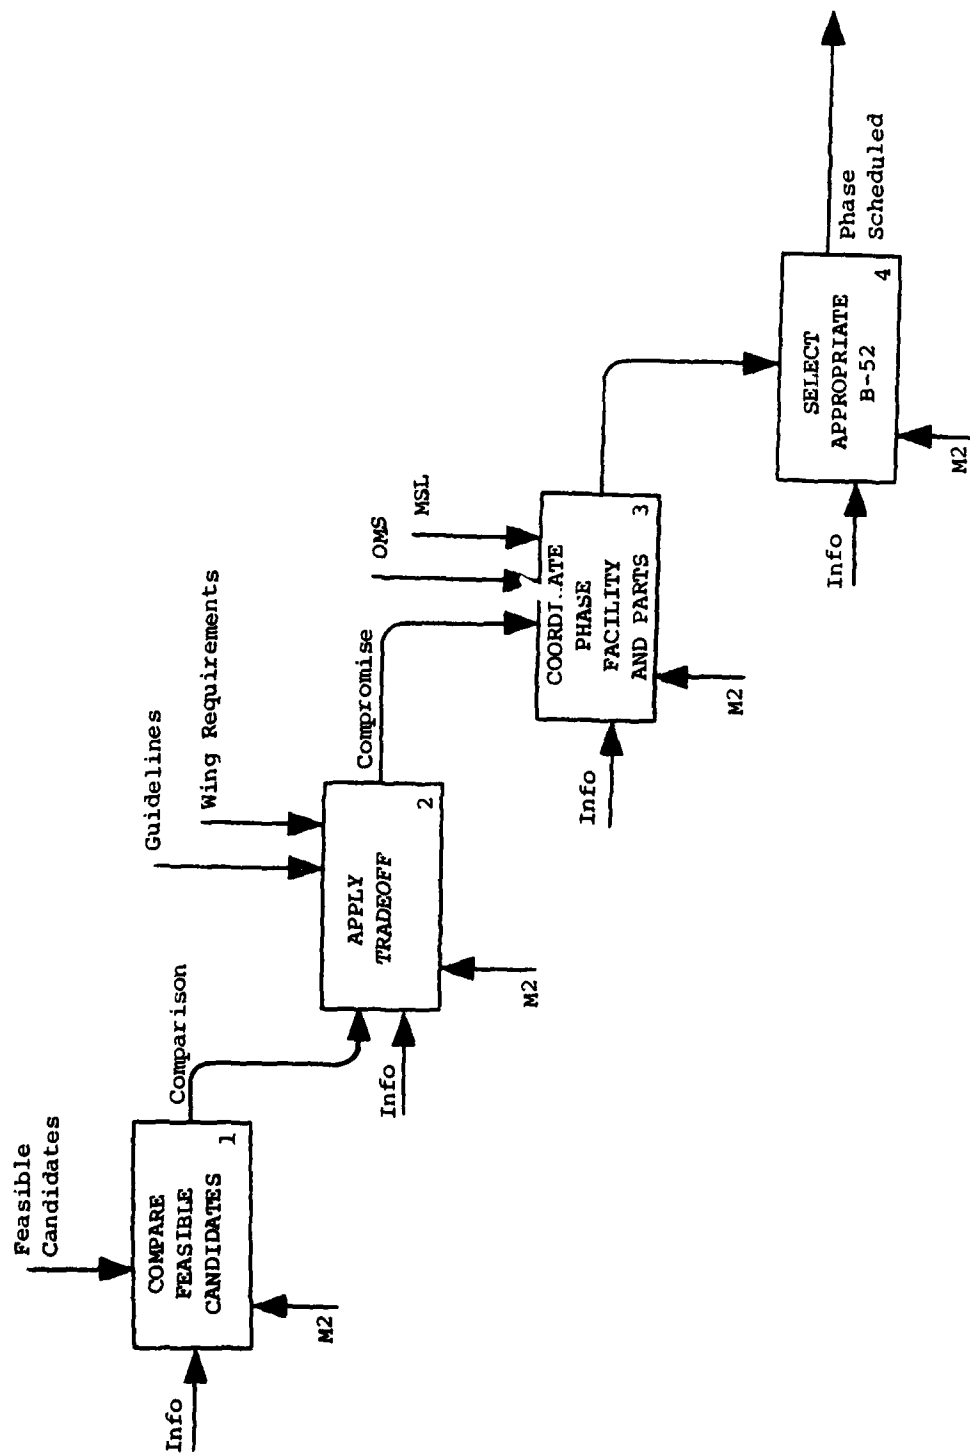 Feasible
Candidates
Info
COMPARE
FEASIBLE
CANDIDATES
1
M2
Comparison
Guidelines
Wing Requirements
Info
APPLY
TRADEOFF
2
M2
Compromise
OMS
MSL
Info
COORDI..ATE
PHASE
FACILITY
AND PARTS
3
M2
Info
SELECT
APPROPRIATE
B-52
4
M2
Phase
Scheduled